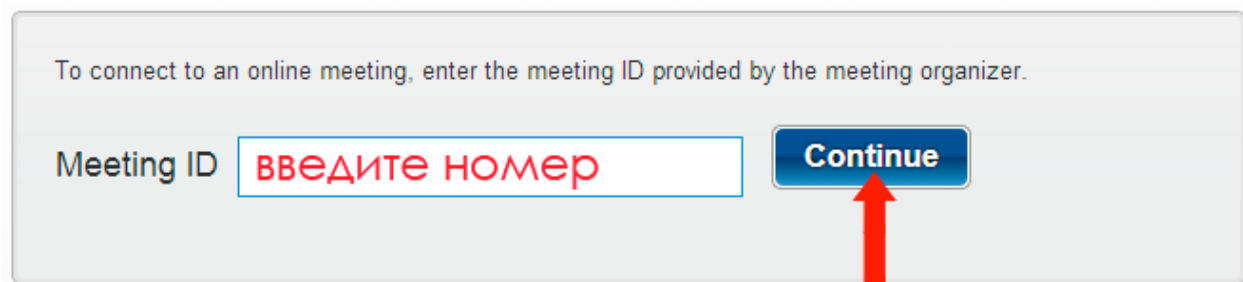 To connect to an online meeting, enter the meeting ID provided by the meeting organizer.
Meeting ID введите номер Continue